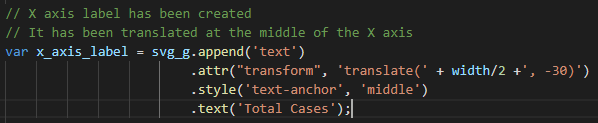 // X axis label has been created
// It has been translated at the middle of the X axis
var x_axis_label = svg_g.append('text')
.attr("transform", 'translate(' + width/2 +', -30)')
.style('text-anchor', 'middle')
.text('Total Cases');